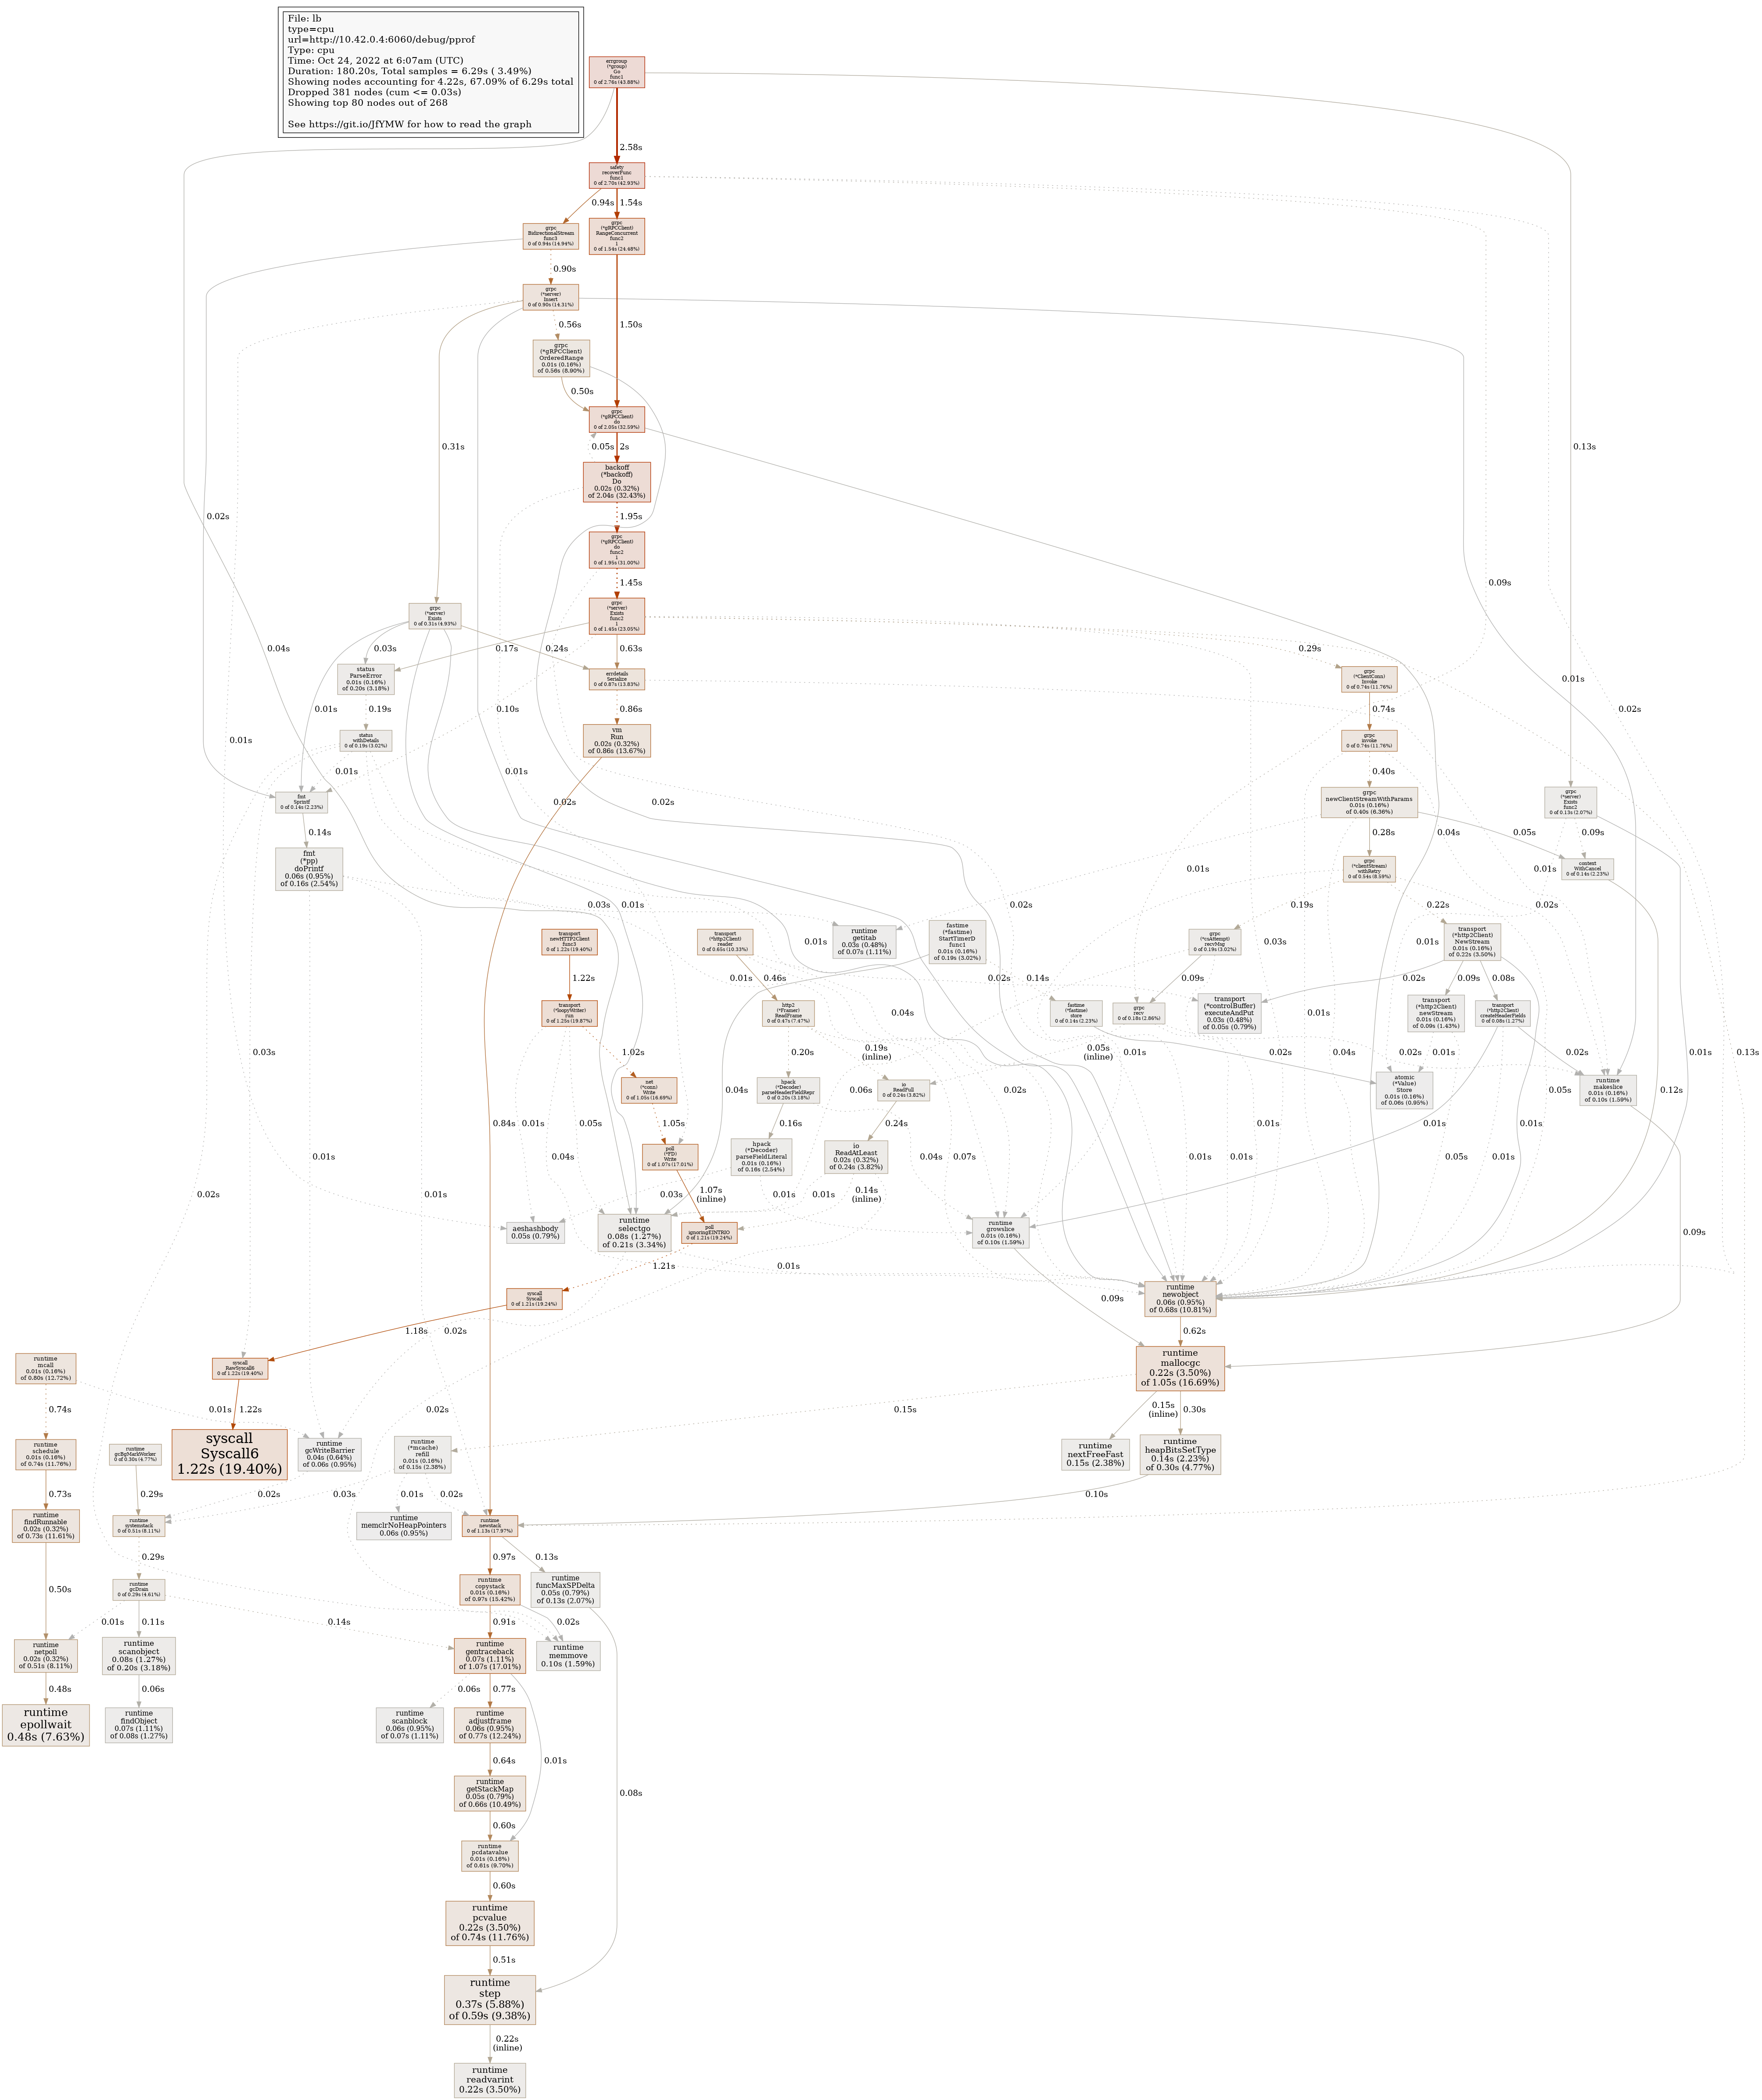 File: lb
type=cpu
url=http://10.42.0.4:6060/debug/pprof
Type: cpu
Time: Oct 24, 2022 at 6:07am (UTC)
Duration: 180.20s, Total samples = 6.29s ( 3.49%)
Showing nodes accounting for 4.22s, 67.09% of 6.29s total
Dropped 381 nodes (cum <= 0.03s)
Showing top 80 nodes out of 268
See https://git.io/JfYMW for how to read the graph
errgroup
(*group)
Go
func1
0 of 2.76s (43.88%)
2.58s
safety
recoverFunc
func1
0 of 2.70s (42.93%)
0.94s
1.54s
grpc
BidirectionalStream
func3
0 of 0.94s (14.94%)
grpc
(*gRPCClient)
RangeConcurrent
func2
1
0 of 1.54s (24.48%)
0.90s
grpc
(*server)
Insert
0 of 0.90s (14.31%)
0.56s
1.50s
grpc
(*gRPCClient)
OrderedRange
0.01s (0.16%)
of 0.56s (8.90%)
0.50s
grpc
(*gRPCClient)
do
0 of 2.05s (32.59%)
0.31s
0.05s
2s
0.13s
backoff
(*backoff)
Do
0.02s (0.32%)
of 2.04s (32.43%)
0.02s
1.95s
grpc
(*gRPCClient)
do
func2
1
0 of 1.95s (31.00%)
1.45s
0.09s
grpc
(*server)
Exists
0 of 0.31s (4.93%)
grpc
(*server)
Exists
func2
1
0 of 1.45s (23.05%)
0.04s
0.03s
0.17s
0.24s
0.63s
0.29s
status
ParseError
0.01s (0.16%)
of 0.20s (3.18%)
errdetails
Serialize
0 of 0.87s (13.83%)
grpc
(*ClientConn)
Invoke
0 of 0.74s (11.76%)
0.01s
0.01s
0.01s
0.19s
0.10s
0.86s
0.74s
0.02s
status
withDetails
0 of 0.19s (3.02%)
vm
Run
0.02s (0.32%)
of 0.86s (13.67%)
grpc
invoke
0 of 0.74s (11.76%)
0.01s
0.01s
0.40s
fmt
Sprintf
0 of 0.14s (2.23%)
0.02s
0.02s
grpc
newClientStreamWithParams
0.01s (0.16%)
of 0.40s (6.36%)
grpc
(*server)
Exists
func2
0 of 0.13s (2.07%)
0.14s
0.04s
0.01s
0.28s
0.05s
0.09s
fmt
(*pp)
doPrintf
0.06s (0.95%)
of 0.16s (2.54%)
0.01s
grpc
(*clientStream)
withRetry
0 of 0.54s (8.59%)
0.01s
context
WithCancel
0 of 0.14s (2.23%)
0.03s
0.01s
0.02s
0.19s
0.22s
0.02s
transport
newHTTP2Client
func3
0 of 1.22s (19.40%)
transport
(*http2Client)
reader
0 of 0.65s (10.33%)
0.01s
runtime
getitab
0.03s (0.48%)
of 0.07s (1.11%)
fastime
(*fastime)
StartTimerD
func1
0.01s (0.16%)
of 0.19s (3.02%)
grpc
(*csAttempt)
recvMsg
0 of 0.19s (3.02%)
0.03s
0.01s
transport
(*http2Client)
NewStream
0.01s (0.16%)
of 0.22s (3.50%)
1.22s
0.01s
0.46s
0.02s
0.14s
0.09s
0.02s
0.09s
0.08s
transport
(*loopyWriter)
run
0 of 1.25s (19.87%)
http2
(*Framer)
ReadFrame
0 of 0.47s (7.47%)
0.04s
fastime
(*fastime)
store
0 of 0.14s (2.23%)
grpc
recv
0 of 0.18s (2.86%)
transport
(*controlBuffer)
executeAndPut
0.03s (0.48%)
of 0.05s (0.79%)
0.01s
transport
(*http2Client)
newStream
0.01s (0.16%)
of 0.09s (1.43%)
transport
(*http2Client)
createHeaderFields
0 of 0.08s (1.27%)
0.03s
1.02s
0.20s
0.19s
(inline)
0.05s
(inline)
0.01s
0.02s
0.04s
0.02s
0.01s
0.02s
0.01s
0.13s
net
(*conn)
Write
0 of 1.05s (16.69%)
hpack
(*Decoder)
parseHeaderFieldRepr
0 of 0.20s (3.18%)
0.06s
io
ReadFull
0 of 0.24s (3.82%)
0.04s
0.02s
atomic
(*Value)
Store
0.01s (0.16%)
of 0.06s (0.95%)
0.05s
runtime
makeslice
0.01s (0.16%)
of 0.10s (1.59%)
0.12s
0.84s
0.01s
0.05s
1.05s
0.16s
0.24s
0.01s
0.01s
0.01s
poll
(*FD)
Write
0 of 1.07s (17.01%)
hpack
(*Decoder)
parseFieldLiteral
0.01s (0.16%)
of 0.16s (2.54%)
io
ReadAtLeast
0.02s (0.32%)
of 0.24s (3.82%)
0.01s
0.04s
0.04s
0.07s
0.01s
0.01s
0.05s
0.01s
0.02s
0.01s
0.03s
1.07s
(inline)
0.01s
0.01s
0.14s
(inline)
aeshashbody
0.05s (0.79%)
runtime
selectgo
0.08s (1.27%)
of 0.21s (3.34%)
poll
ignoringEINTRIO
0 of 1.21s (19.24%)
runtime
growslice
0.01s (0.16%)
of 0.10s (1.59%)
0.09s
1.21s
0.01s
syscall
Syscall
0 of 1.21s (19.24%)
0.09s
runtime
newobject
0.06s (0.95%)
of 0.68s (10.81%)
1.18s
0.02s
0.62s
runtime
mcall
0.01s (0.16%)
of 0.80s (12.72%)
syscall
RawSyscall6
0 of 1.22s (19.40%)
runtime
mallocgc
0.22s (3.50%)
of 1.05s (16.69%)
0.74s
0.01s
1.22s
0.02s
0.15s
0.15s
(inline)
0.30s
runtime
schedule
0.01s (0.16%)
of 0.74s (11.76%)
runtime
gcBgMarkWorker
0 of 0.30s (4.77%)
syscall
Syscall6
1.22s (19.40%)
runtime
gcWriteBarrier
0.04s (0.64%)
of 0.06s (0.95%)
runtime
(*mcache)
refill
0.01s (0.16%)
of 0.15s (2.38%)
runtime
nextFreeFast
0.15s (2.38%)
runtime
heapBitsSetType
0.14s (2.23%)
of 0.30s (4.77%)
0.73s
0.29s
0.02s
0.03s
0.01s
0.02s
0.10s
runtime
findRunnable
0.02s (0.32%)
of 0.73s (11.61%)
runtime
systemstack
0 of 0.51s (8.11%)
runtime
memclrNoHeapPointers
0.06s (0.95%)
runtime
newstack
0 of 1.13s (17.97%)
0.29s
0.97s
0.13s
0.50s
runtime
gcDrain
0 of 0.29s (4.61%)
runtime
copystack
0.01s (0.16%)
of 0.97s (15.42%)
runtime
funcMaxSPDelta
0.05s (0.79%)
of 0.13s (2.07%)
0.01s
0.11s
0.14s
0.91s
0.02s
runtime
netpoll
0.02s (0.32%)
of 0.51s (8.11%)
runtime
scanobject
0.08s (1.27%)
of 0.20s (3.18%)
runtime
gentraceback
0.07s (1.11%)
of 1.07s (17.01%)
runtime
memmove
0.10s (1.59%)
0.48s
0.06s
0.06s
0.77s
runtime
epollwait
0.48s (7.63%)
runtime
findObject
0.07s (1.11%)
of 0.08s (1.27%)
runtime
scanblock
0.06s (0.95%)
of 0.07s (1.11%)
runtime
adjustframe
0.06s (0.95%)
of 0.77s (12.24%)
0.64s
0.01s
runtime
getStackMap
0.05s (0.79%)
of 0.66s (10.49%)
0.08s
0.60s
runtime
pcdatavalue
0.01s (0.16%)
of 0.61s (9.70%)
0.60s
runtime
pcvalue
0.22s (3.50%)
of 0.74s (11.76%)
0.51s
runtime
step
0.37s (5.88%)
of 0.59s (9.38%)
0.22s
(inline)
runtime
readvarint
0.22s (3.50%)